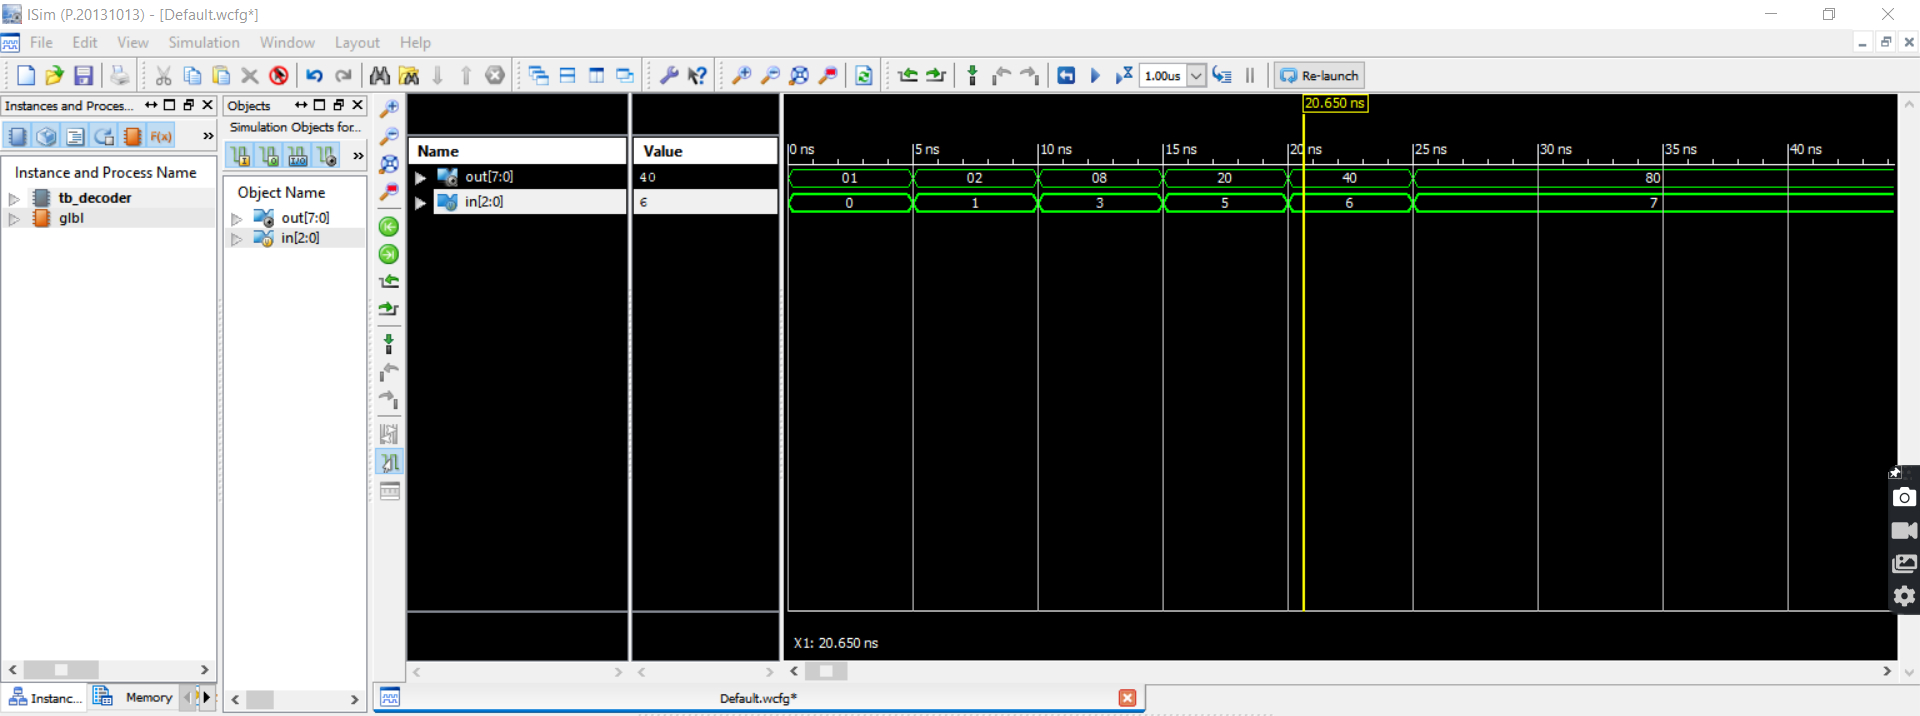 ISim (P.20131013) - [Default.wcfg*]
File Edit View Simulation Window Layout Help
1.00us Re-launch
Instances and Proces...
F(x)
»
Instance and Process Name
tb_decoder
glbl
Instanc... Memory
Objects
Simulation Objects for...
»
Object Name
out[7:0]
in[2:0]
Name Value
out[7:0] 40
in[2:0] 6
20.650 ns
0 ns 5 ns 10 ns 15 ns 20 ns 25 ns 30 ns 35 ns 40 ns
01 02 08 20 40 80
0 1 3 5 6 7
X1: 20.650 ns
Default.wcfg*